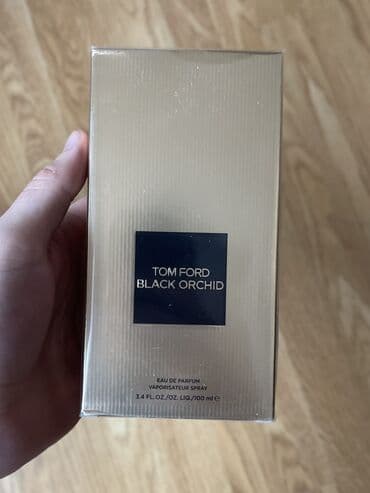 TOM FORD
BLACK ORCHID
EAU DE PARFUM
VAPORISATEUR SPRAY
3.4 FL.OZ./OZ. LIQ./100 ml ℮